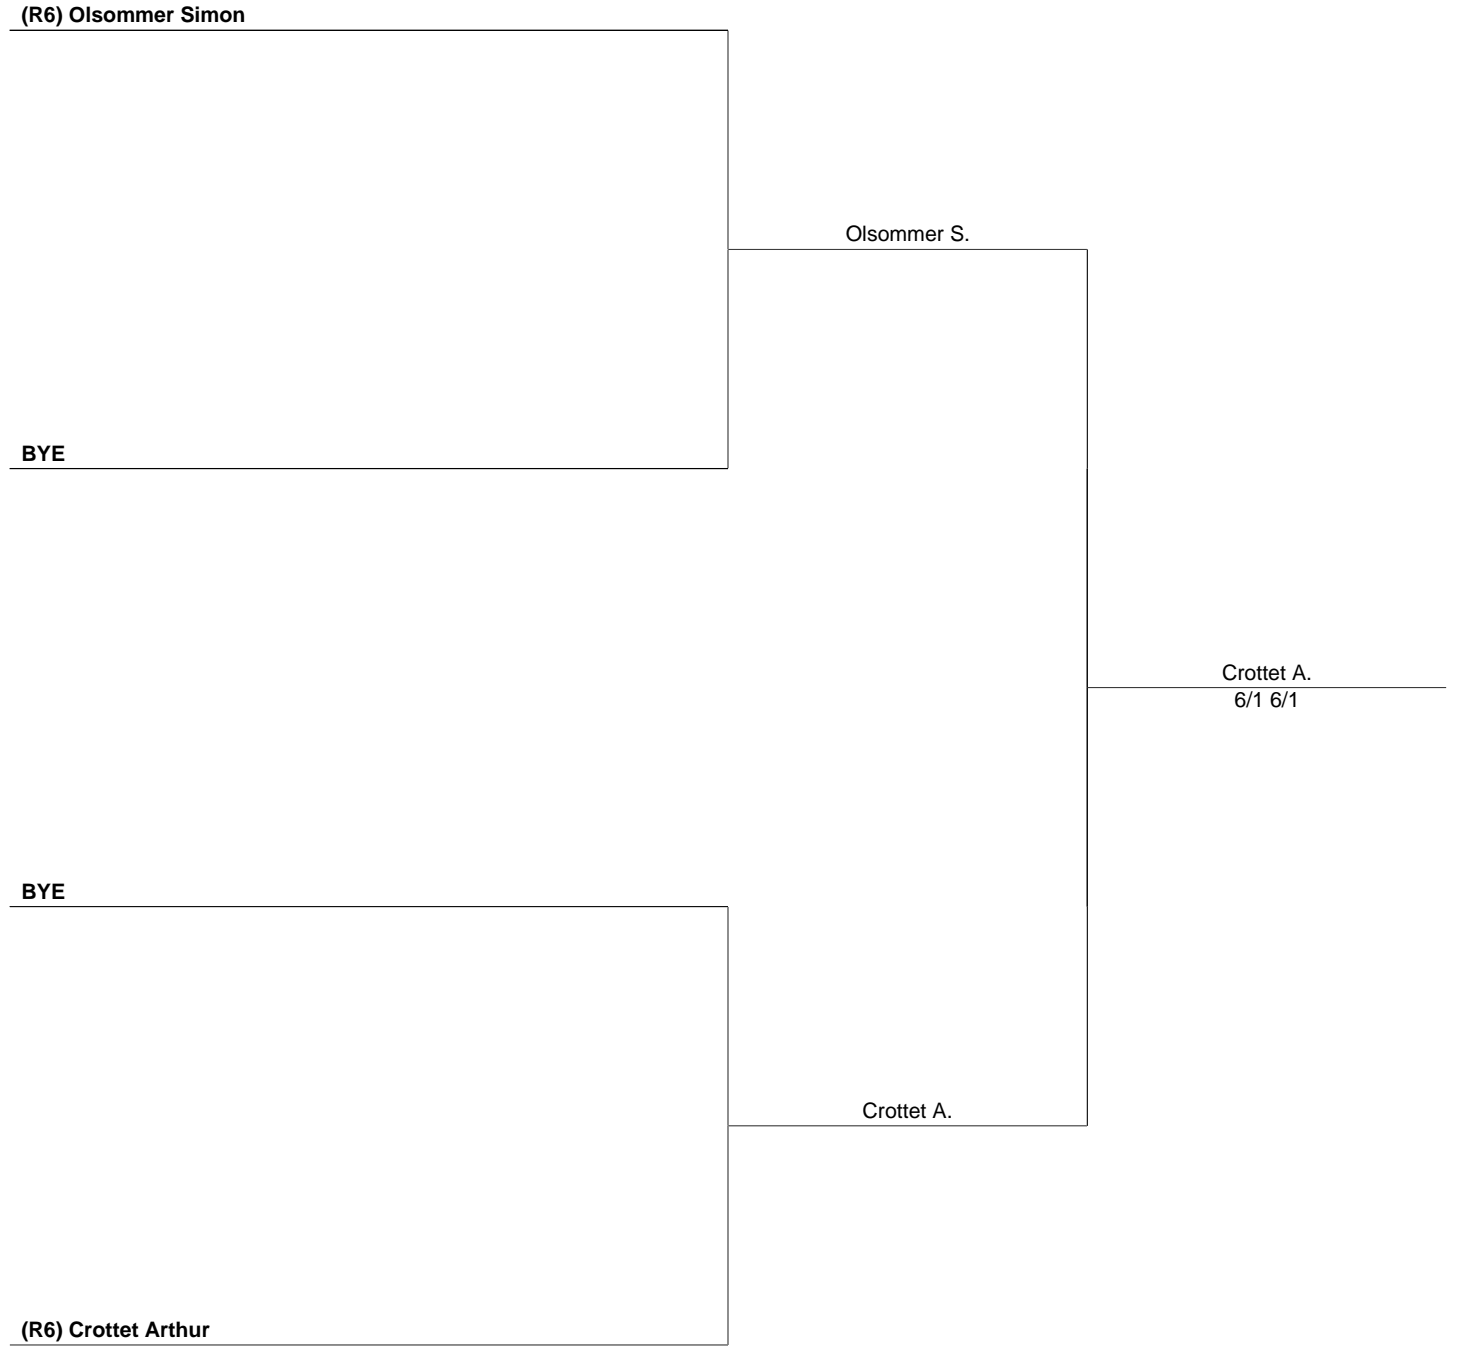 (R6) Olsommer Simon
Olsommer S.
BYE
Crottet A.
6/1 6/1
BYE
Crottet A.
(R6) Crottet Arthur